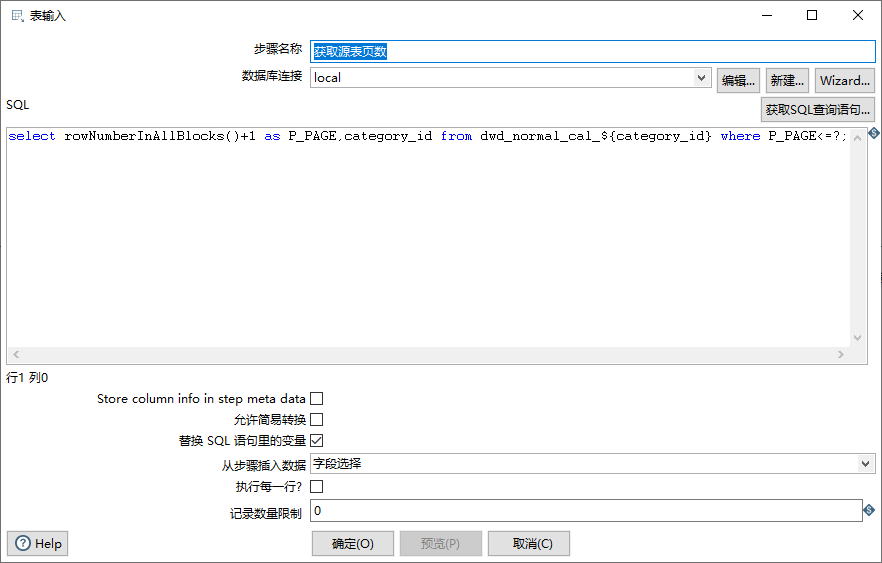 表输入
步骤名称 获取源表页数
数据库连接 local 编辑... 新建... Wizard...
SQL 获取SQL查询语句...
select rowNumberInAllBlocks()+1 as P_PAGE,category_id from dwd_normal_cal_${category_id} where P_PAGE<=?;
行1 列0
Store column info in step meta data
允许简易转换
替换 SQL 语句里的变量
从步骤插入数据 字段选择
执行每一行?
记录数量限制 0
Help 确定(O) 预览(P) 取消(C)